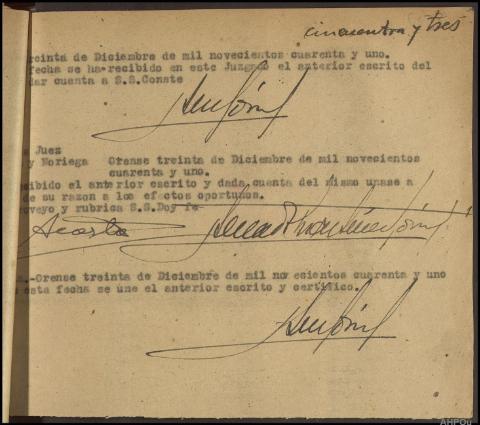 cincuenta y tres
treinta de Diciembre de mil novecientos cuarenta y uno.
fecha se ha recibido en este Juzgado el anterior escrito del
dar cuenta a S.S.Conste
Juez
y Noriega Orense treinta de Diciembre de mil novecientos
cuarenta y uno.
cibido el anterior escrito y dada cuenta del mismo unase a
de su razon a los efectos oportunos.
oveyo y rubrica S.S.Doy fe-
Acosta
.-Orense treinta de Diciembre de mil novecientos cuarenta y uno
esta fecha se une el anterior escrito y certifico.
AHPOu